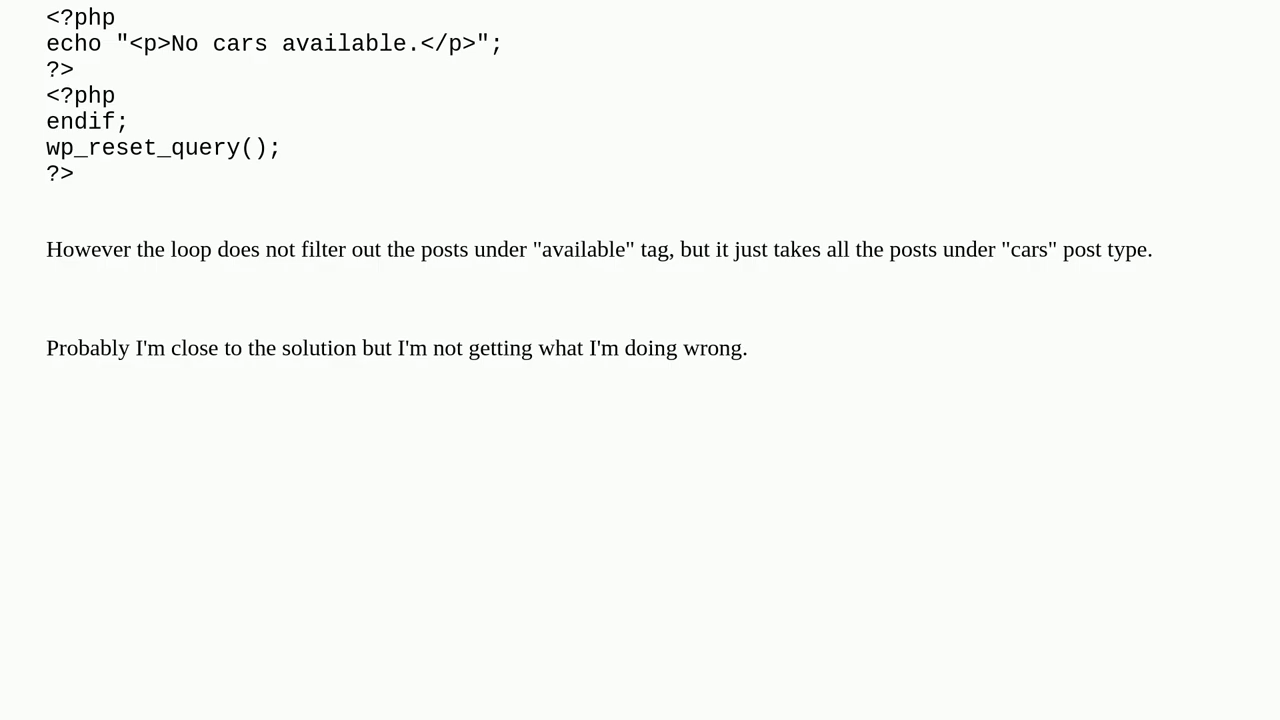 <?php
echo "<p>No cars available.</p>";
?>
<?php
endif;
wp_reset_query();
?>
However the loop does not filter out the posts under "available" tag, but it just takes all the posts under "cars" post type.
Probably I'm close to the solution but I'm not getting what I'm doing wrong.